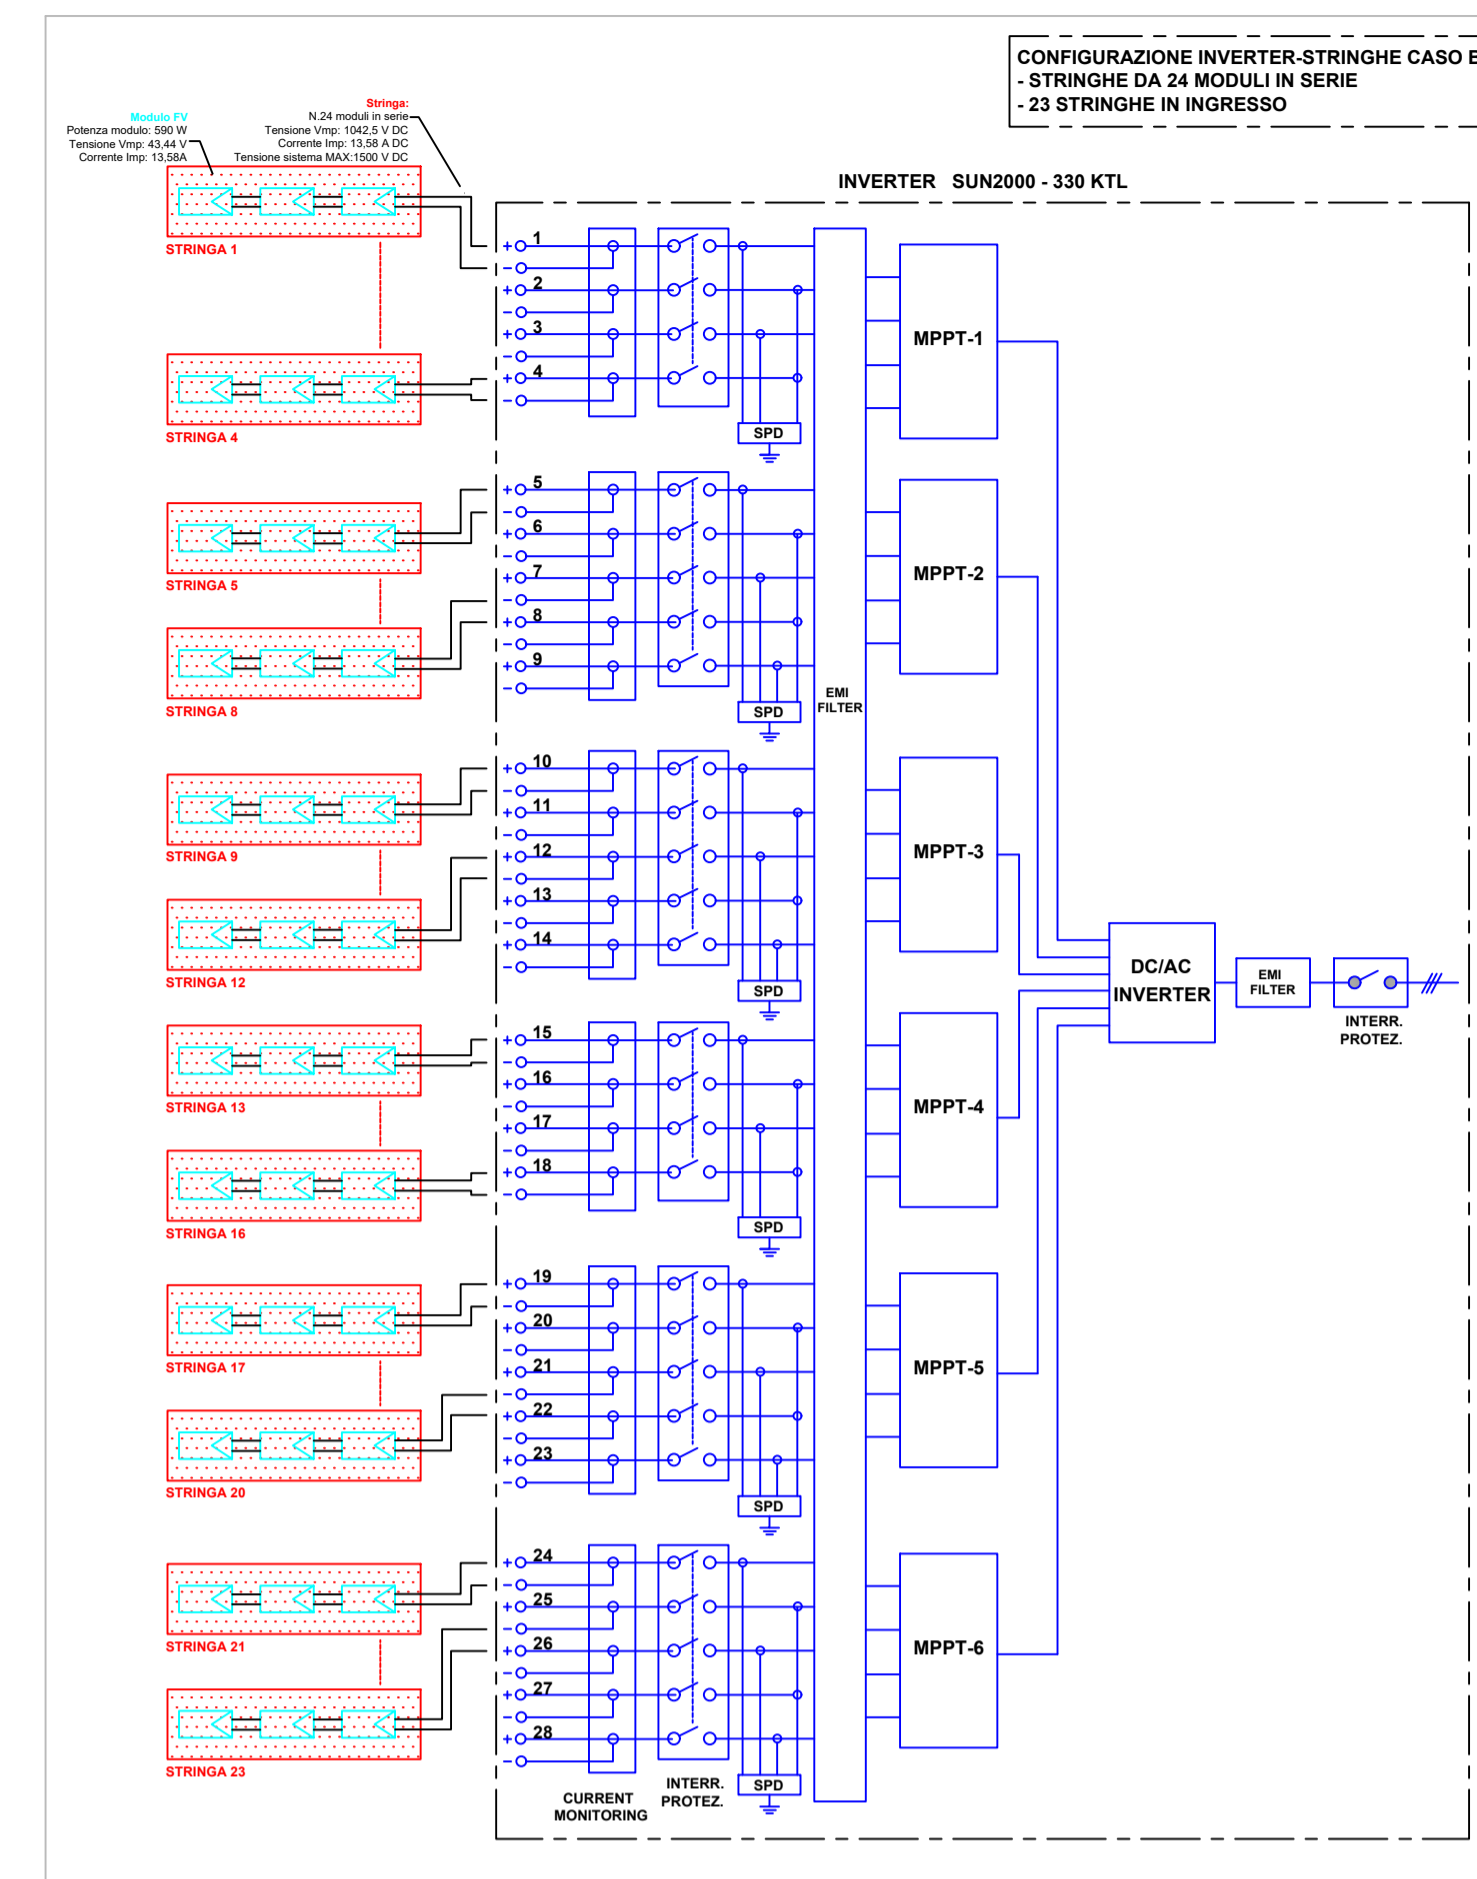 CONFIGURAZIONE INVERTER-STRINGHE CASO B
- STRINGHE DA 24 MODULI IN SERIE
- 23 STRINGHE IN INGRESSO
Modulo FV
Potenza modulo: 590 W
Tensione Vmp: 43,44 V
Corrente Imp: 13,58A
Stringa:
N.24 moduli in serie
Tensione Vmp: 1042,5 V DC
Corrente Imp: 13,58 A DC
Tensione sistema MAX:1500 V DC
INVERTER SUN2000 - 330 KTL
STRINGA 1
STRINGA 4
STRINGA 5
STRINGA 8
STRINGA 9
STRINGA 12
STRINGA 13
STRINGA 16
STRINGA 17
STRINGA 20
STRINGA 21
STRINGA 23
+ 1
-
+ 2
-
+ 3
-
+ 4
-
SPD
+ 5
-
+ 6
-
+ 7
-
+ 8
-
+ 9
-
SPD
+ 10
-
+ 11
-
+ 12
-
+ 13
-
+ 14
-
SPD
+ 15
-
+ 16
-
+ 17
-
+ 18
-
SPD
+ 19
-
+ 20
-
+ 21
-
+ 22
-
+ 23
-
SPD
+ 24
-
+ 25
-
+ 26
-
+ 27
-
+ 28
-
SPD
CURRENT
MONITORING
INTERR.
PROTEZ.
EMI
FILTER
MPPT-1
MPPT-2
MPPT-3
MPPT-4
MPPT-5
MPPT-6
DC/AC
INVERTER
EMI
FILTER
INTERR.
PROTEZ.